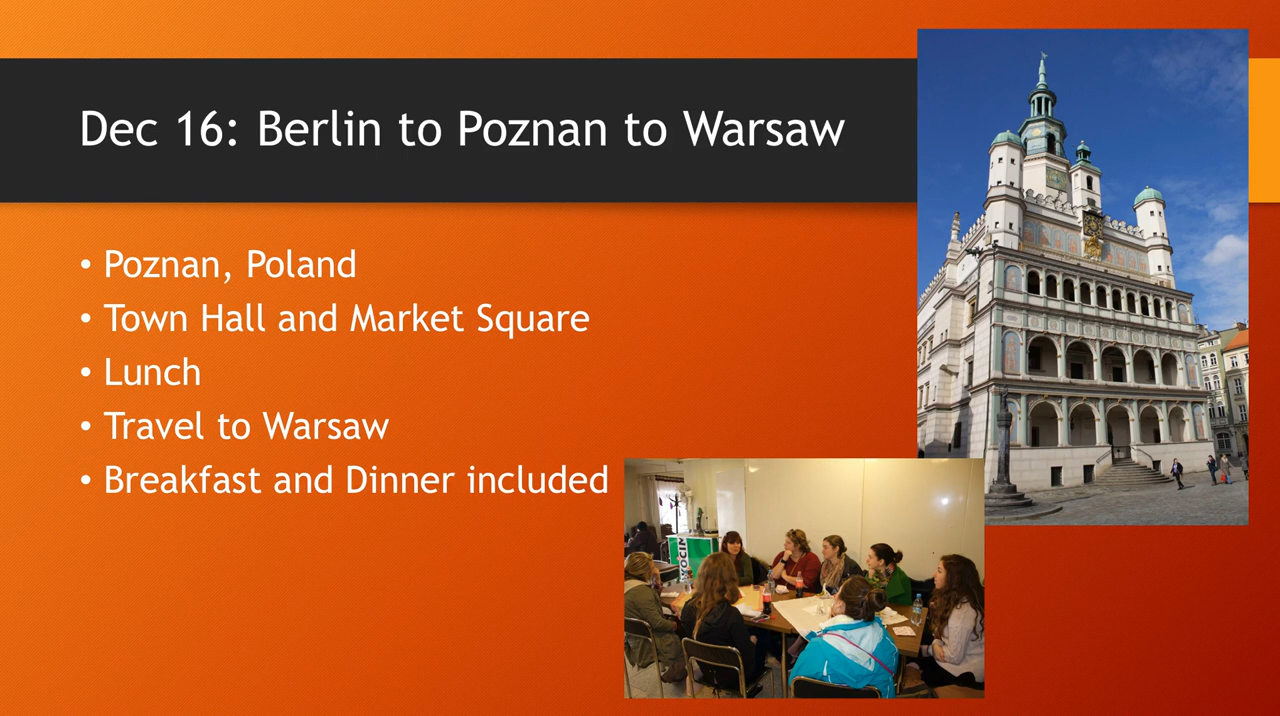 Dec 16: Berlin to Poznan to Warsaw
• Poznan, Poland
• Town Hall and Market Square
• Lunch
• Travel to Warsaw
• Breakfast and Dinner included